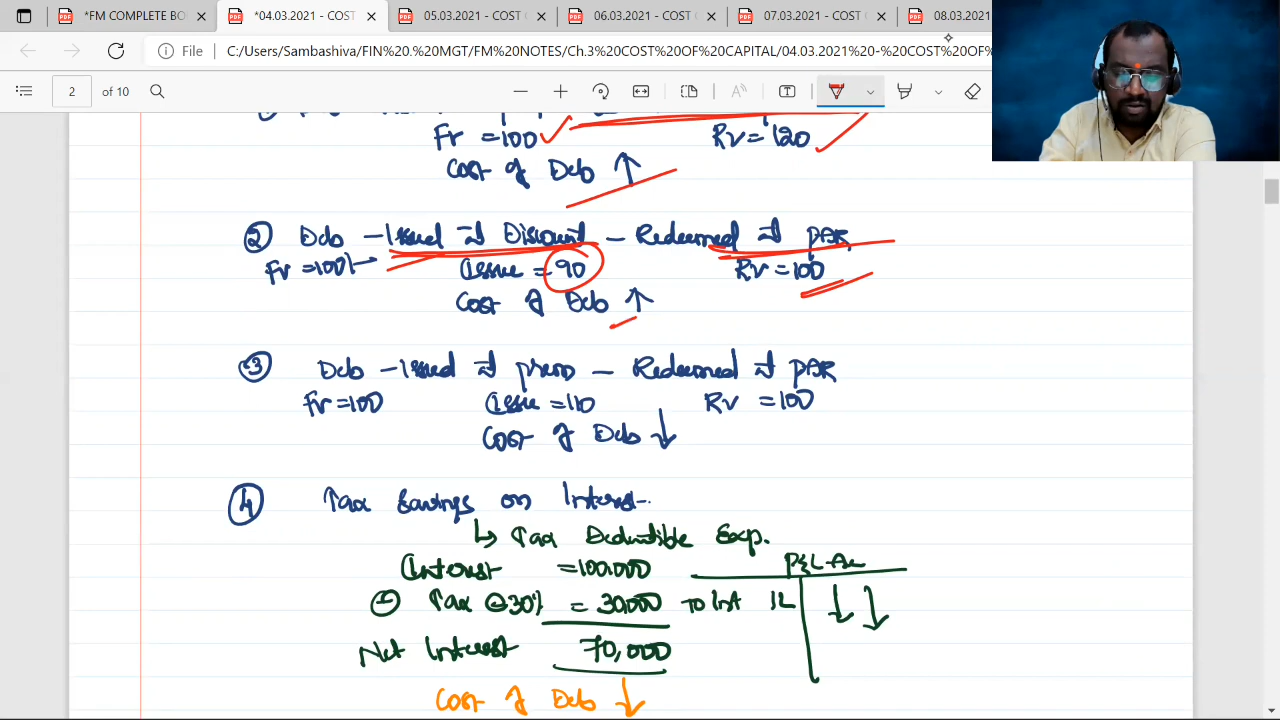 *FM COMPLETE BO
*04.03.2021 - COST
05.03.2021 - COST
06.03.2021 - COST
07.03.2021 - COST
08.03.2021 - COST
File
C:/Users/Sambashiva/FIN%20.%20MGT/FM%20NOTES/Ch.3%20COST%20OF%20CAPITAL/04.03.2021%20-%20COST%20OF%
2 of 10
FV =100 RV = 120
Cost of Deb ↑
② Deb - Issued at Discount - Redeemed at PAR
FV =100/- Issue = 90 RV = 100
Cost of Deb ↑
③ Deb - Issued at prem - Redeemed at PAR
FV =100 Issue =110 RV =100
Cost of Deb ↓
④ Tax Savings on Interest
↳ Tax Deductible Exp.
Interest =100,000 P&L A/c
Tax @30% = 30,000 To Int 1L ↓ ↓
Net Interest 70,000
Cost of Deb ↓